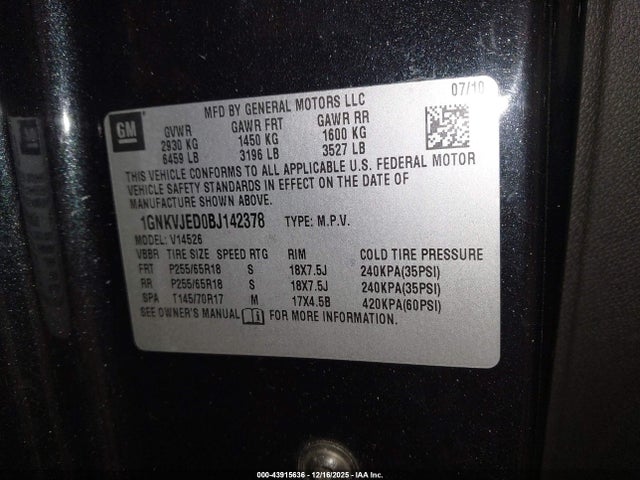 07/10
MFD BY GENERAL MOTORS LLC
GM
GVWR GAWR FRT GAWR RR
2930 KG 1450 KG 1600 KG
6459 LB 3196 LB 3527 LB
THIS VEHICLE CONFORMS TO ALL APPLICABLE U.S. FEDERAL MOTOR
VEHICLE SAFETY STANDARDS IN EFFECT ON THE DATE OF
MANUFACTURE SHOWN ABOVE.
1GNKVJED0BJ142378 TYPE: M.P.V.
MODEL: V14526
VBBR TIRE SIZE SPEED RTG RIM COLD TIRE PRESSURE
FRT P255/65R18 S 18X7.5J 240KPA(35PSI)
RR P255/65R18 S 18X7.5J 240KPA(35PSI)
SPA T145/70R17 M 17X4.5B 420KPA(60PSI)
SEE OWNER'S MANUAL i FOR MORE INFORMATION.
000-43915636 - 12/16/2025 - IAA Inc.